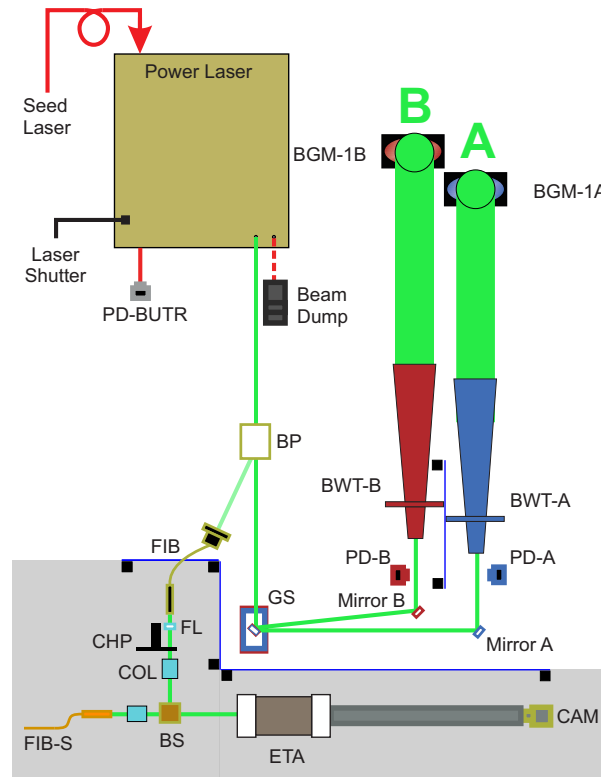 Power Laser
Seed
Laser
B
A
BGM-1B
BGM-1A
Laser
Shutter
PD-BUTR
Beam
Dump
BP
BWT-B
BWT-A
FIB
PD-B
PD-A
GS
Mirror B
Mirror A
FL
CHP
COL
FIB-S
BS
ETA
CAM